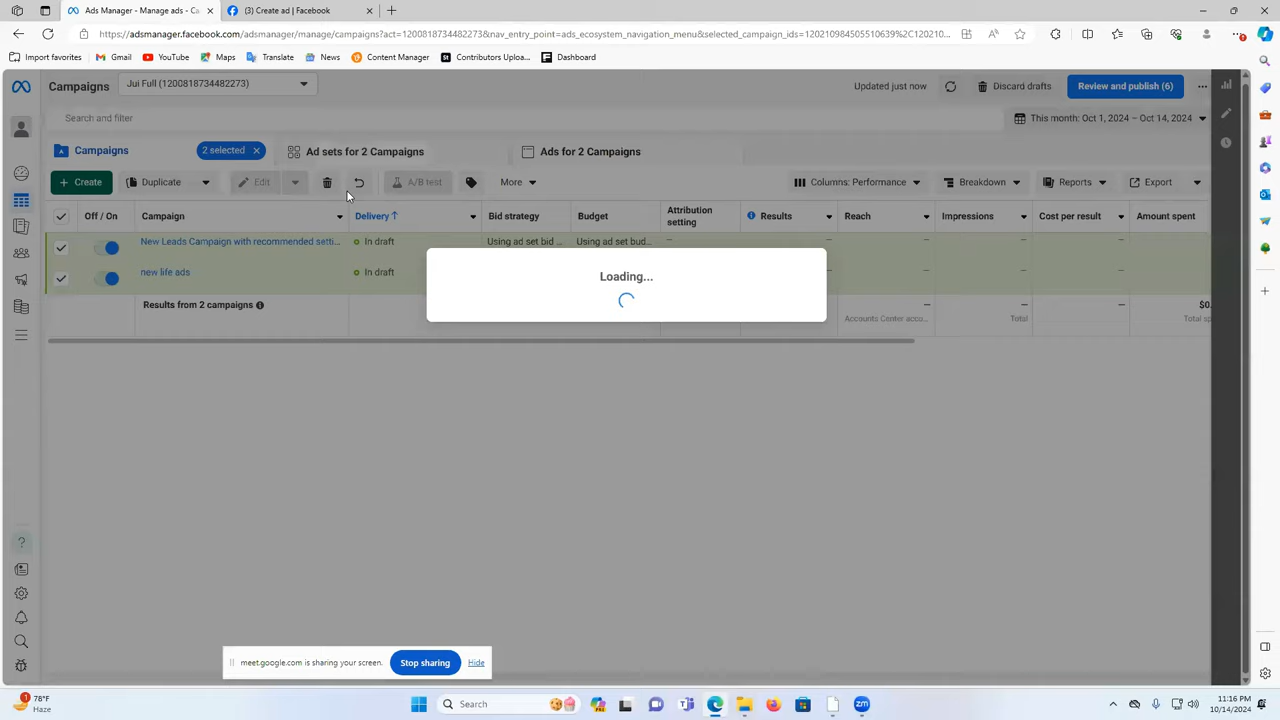 Ads Manager - Manage ads - Ca
(3) Create ad | Facebook
https://adsmanager.facebook.com/adsmanager/manage/campaigns?act=1200818734482273&nav_entry_point=ads_ecosystem_navigation_menu&selected_campaign_ids=120210984505510639%2C120210...
Import favorites
Gmail
YouTube
Maps
Translate
News
Content Manager
Contributors Uploa...
Dashboard
Campaigns
Jui Full (1200818734482273)
Updated just now
Discard drafts
Review and publish (6)
Search and filter
This month: Oct 1, 2024 – Oct 14, 2024
Campaigns
2 selected
Ad sets for 2 Campaigns
Ads for 2 Campaigns
Create
Duplicate
Edit
A/B test
More
Columns: Performance
Breakdown
Reports
Export
Off / On
Campaign
Delivery ↑
Bid strategy
Budget
Attribution setting
Results
Reach
Impressions
Cost per result
Amount spent
New Leads Campaign with recommended setti...
In draft
Using ad set bid ...
Using ad set bud...
new life ads
In draft
Results from 2 campaigns
Accounts Center acco...
Total
$0.
Total sp
Loading...
meet.google.com is sharing your screen.
Stop sharing
Hide
1
78°F
Haze
Search
zm
11:16 PM
10/14/2024